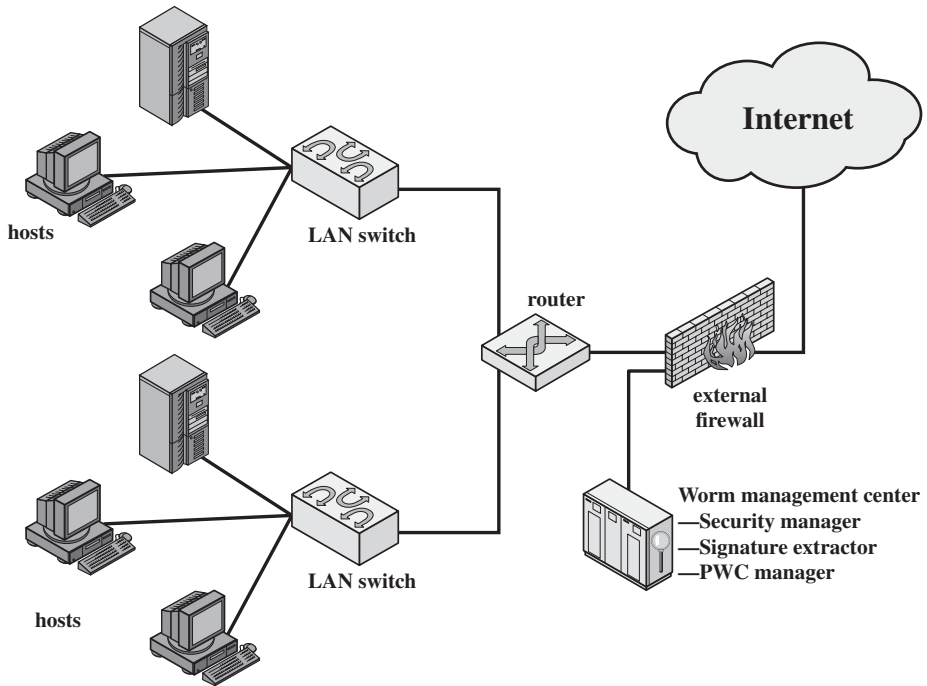 Internet
hosts
LAN switch
router
external
firewall
Worm management center
—Security manager
—Signature extractor
—PWC manager
LAN switch
hosts